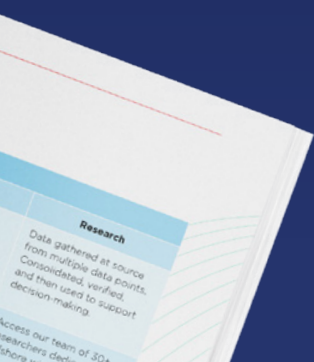 Research
Data gathered at source
from multiple data points.
Consolidated, verified,
and then used to support
decision-making.
Access our team of 30+